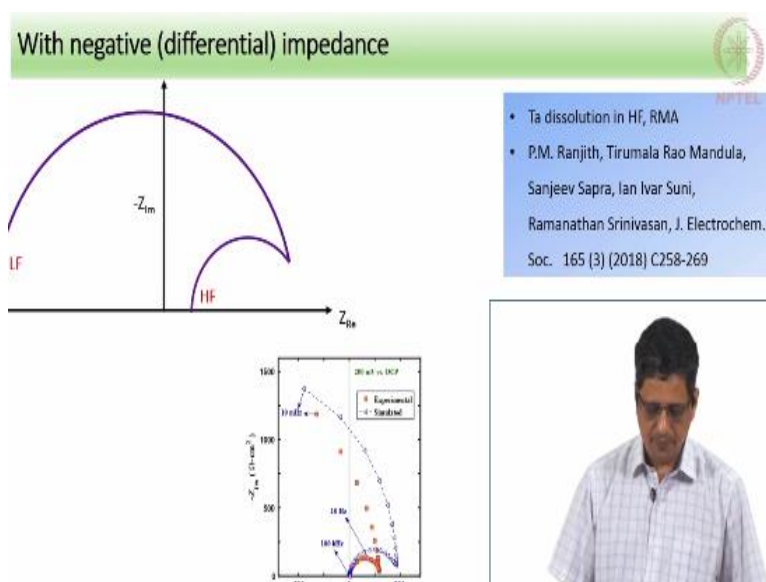 With negative (differential) impedance
NPTEL
-Z_Im
LF
HF
Z_Re
• Ta dissolution in HF, RMA
• P.M. Ranjith, Tirumala Rao Mandula,
Sanjeev Sapra, Ian Ivar Suni,
Ramanathan Srinivasan, J. Electrochem.
Soc. 165 (3) (2018) C258-269
1500
Experimental
Simulated
10 mHz
1000
500
100 kHz
0